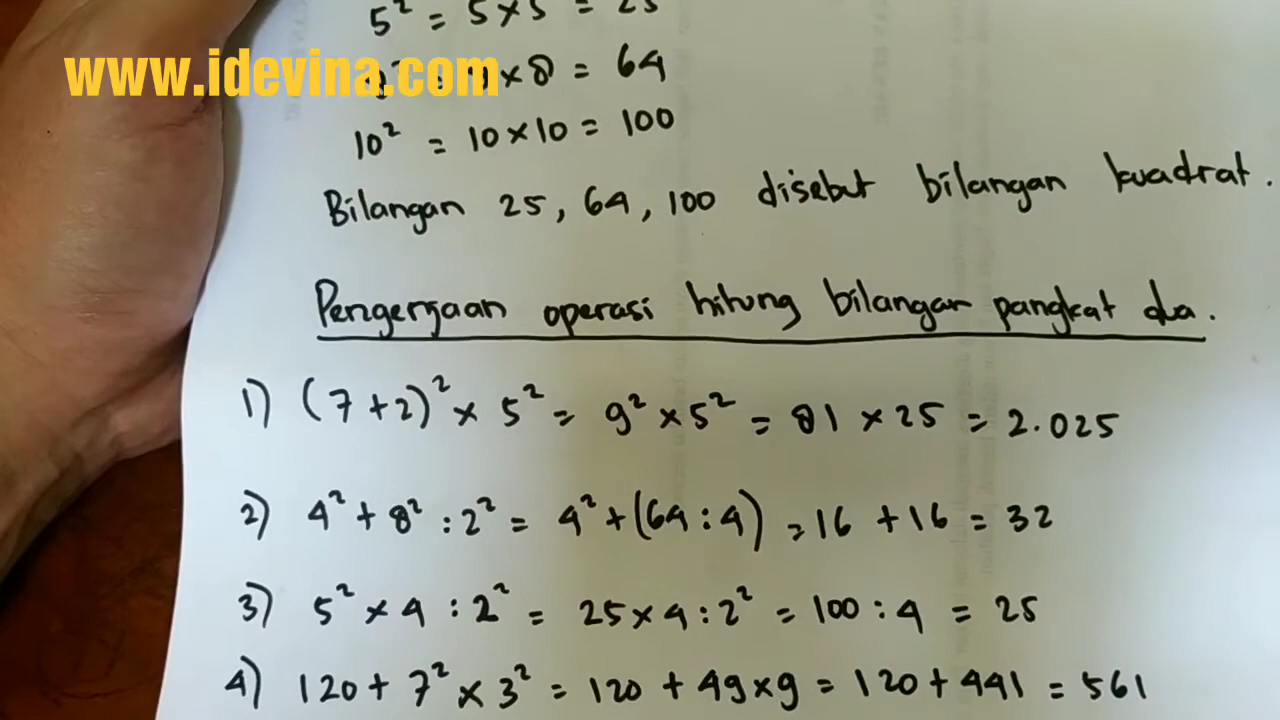 5² = 5 × 5 = 25
www.idevina.com
× 8 = 64
10² = 10 × 10 = 100
Bilangan 25, 64, 100 disebut bilangan kuadrat.
Pengerjaan operasi hitung bilangan pangkat dua.
1) (7 + 2)² × 5² = 9² × 5² = 81 × 25 = 2.025
2) 4² + 8² : 2² = 4² + (64 : 4) = 16 + 16 = 32
3) 5² × 4 : 2² = 25 × 4 : 2² = 100 : 4 = 25
4) 120 + 7² × 3² = 120 + 49 × 9 = 120 + 441 = 561